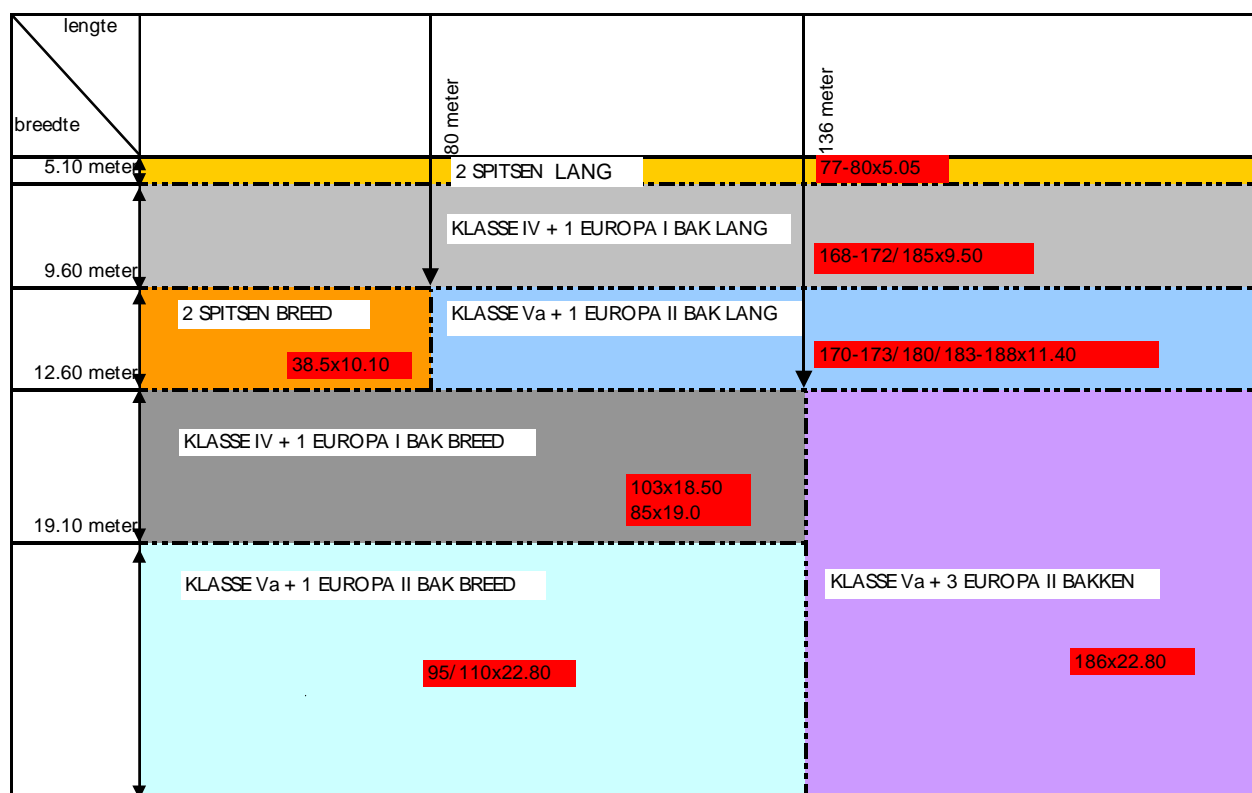 lengte
breedte
80 meter
136 meter
5.10 meter
2 SPITSEN LANG
77-80x5.05
KLASSE IV + 1 EUROPA I BAK LANG
168-172/ 185x9.50
9.60 meter
2 SPITSEN BREED
KLASSE Va + 1 EUROPA II BAK LANG
38.5x10.10
170-173/ 180/ 183-188x11.40
12.60 meter
KLASSE IV + 1 EUROPA I BAK BREED
103x18.50
85x19.0
19.10 meter
KLASSE Va + 1 EUROPA II BAK BREED
KLASSE Va + 3 EUROPA II BAKKEN
95/ 110x22.80
186x22.80